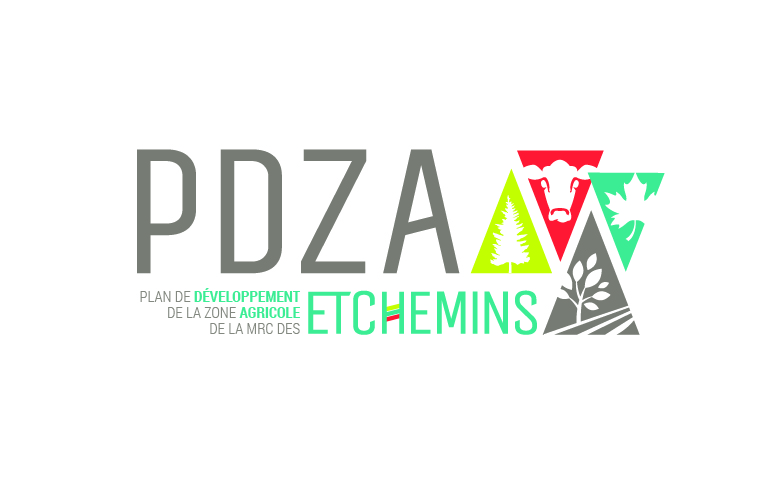 PDZA
PLAN DE DÉVELOPPEMENT
DE LA ZONE AGRICOLE
DE LA MRC DES
ETCHEMINS